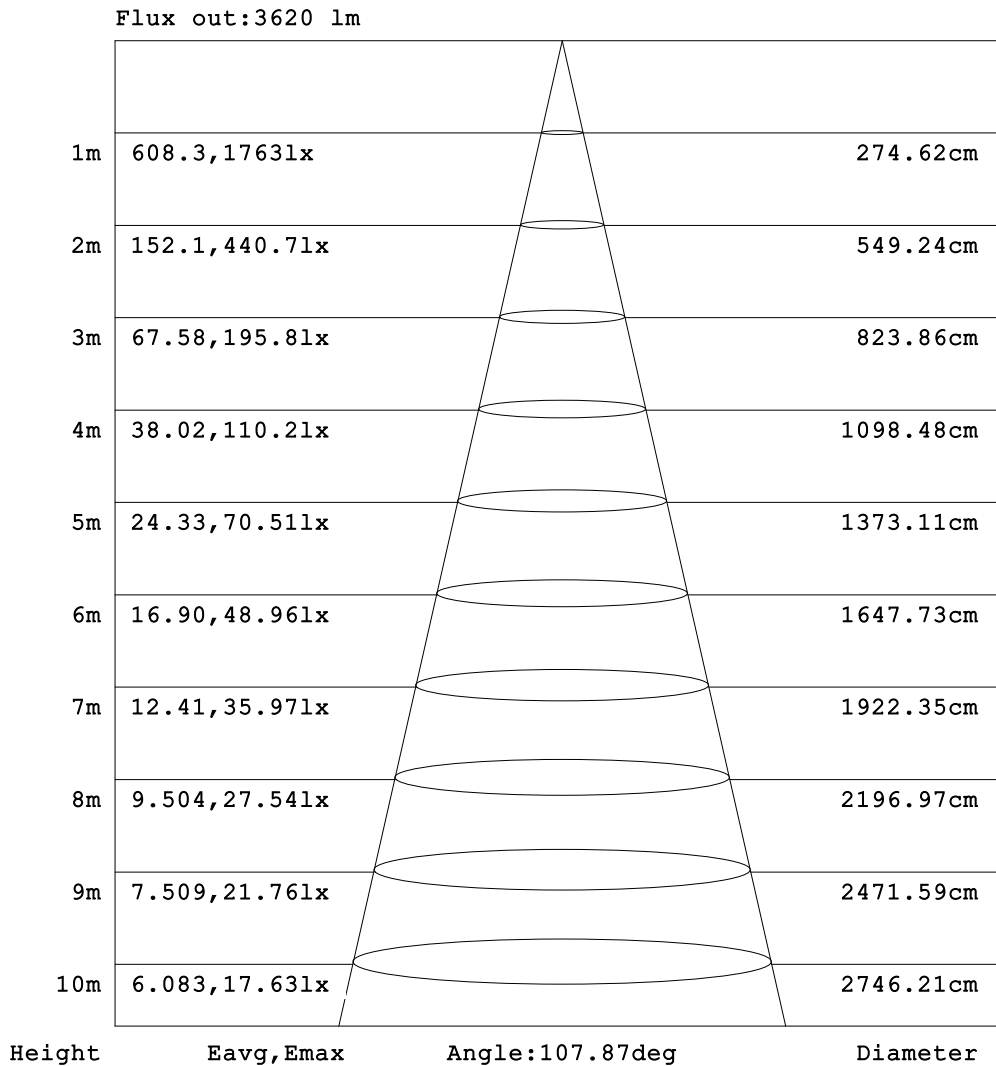 Flux out:3620 lm
1m 608.3,1763lx 274.62cm
2m 152.1,440.7lx 549.24cm
3m 67.58,195.8lx 823.86cm
4m 38.02,110.2lx 1098.48cm
5m 24.33,70.51lx 1373.11cm
6m 16.90,48.96lx 1647.73cm
7m 12.41,35.97lx 1922.35cm
8m 9.504,27.54lx 2196.97cm
9m 7.509,21.76lx 2471.59cm
10m 6.083,17.63lx 2746.21cm
Height Eavg,Emax Angle:107.87deg Diameter